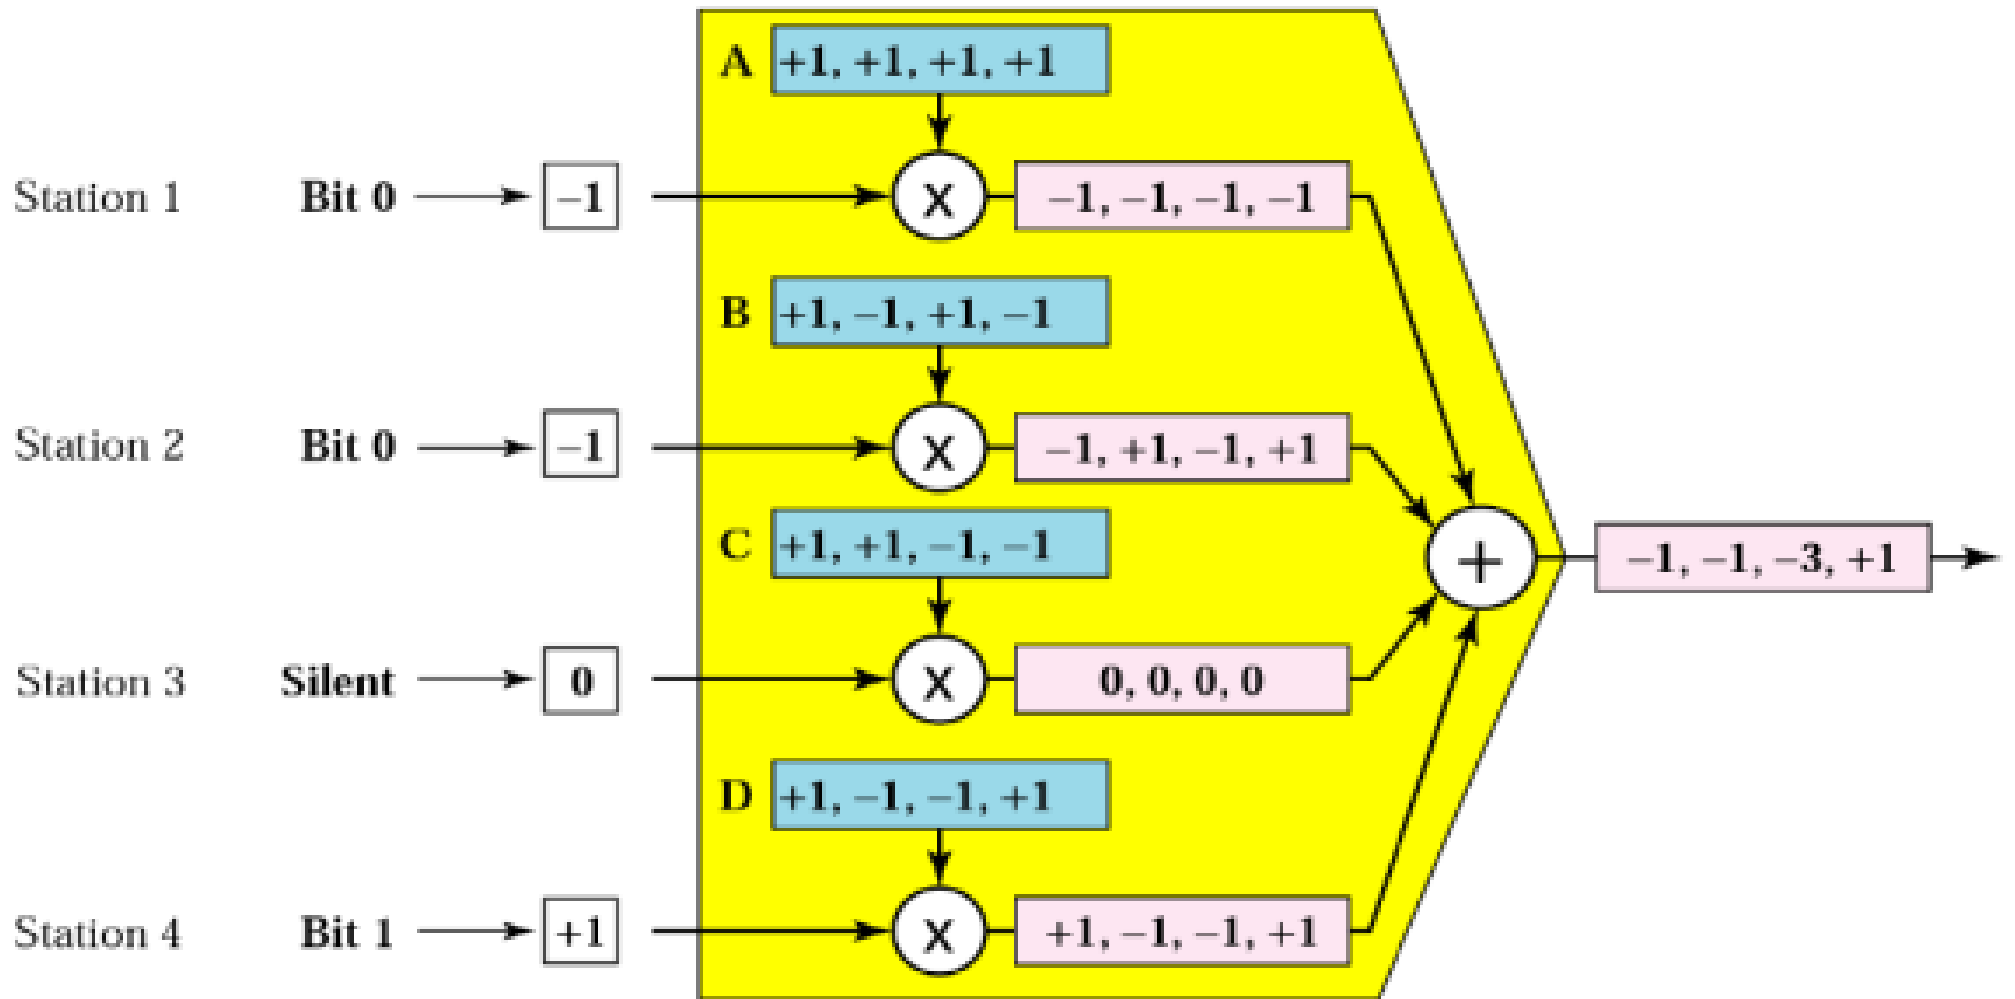 A +1, +1, +1, +1
Station 1 Bit 0 –1 X –1, –1, –1, –1
B +1, –1, +1, –1
Station 2 Bit 0 –1 X –1, +1, –1, +1
C +1, +1, –1, –1
+ –1, –1, –3, +1
Station 3 Silent 0 X 0, 0, 0, 0
D +1, –1, –1, +1
Station 4 Bit 1 +1 X +1, –1, –1, +1